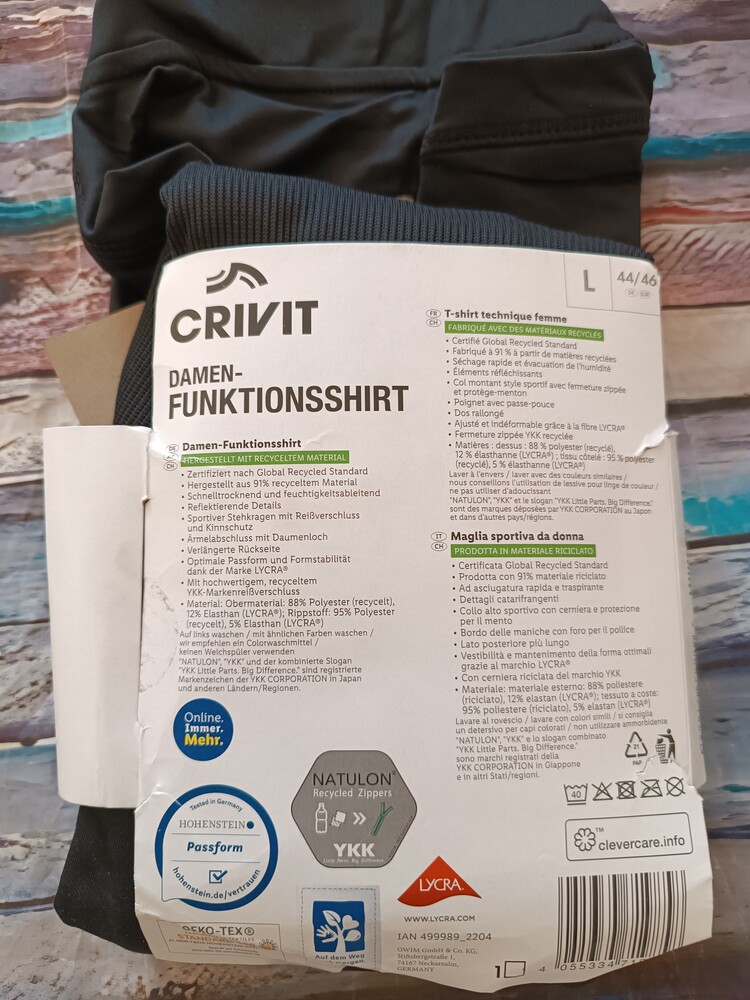 CRIVIT
DAMEN-
FUNKTIONSSHIRT
L
44/46
Damen-Funktionsshirt
HERGESTELLT MIT RECYCELTEM MATERIAL
• Zertifiziert nach Global Recycled Standard
• Hergestellt aus 91% recyceltem Material
• Schnelltrocknend und feuchtigkeitsableitend
• Reflektierende Details
• Sportiver Stehkragen mit Reißverschluss
und Kinnschutz
• Ärmelabschluss mit Daumenloch
• Verlängerte Rückseite
• Optimale Passform und Formstabilität
dank der Marke LYCRA®
• Mit hochwertigem, recyceltem
YKK-Markenreißverschluss
• Material: Obermaterial: 88% Polyester (recycelt),
12% Elasthan (LYCRA®); Rippstoff: 95% Polyester
(recycelt), 5% Elasthan (LYCRA®)
Auf links waschen / mit ähnlichen Farben waschen /
wir empfehlen ein Colorwaschmittel /
keinen Weichspüler verwenden
"NATULON", "YKK" und der kombinierte Slogan
"YKK Little Parts. Big Difference." sind registrierte
Markenzeichen der YKK CORPORATION in Japan
und anderen Ländern/Regionen.
FR
CH
T-shirt technique femme
FABRIQUÉ AVEC DES MATÉRIAUX RECYCLÉS
• Certifié Global Recycled Standard
• Fabriqué à 91 % à partir de matières recyclées
• Séchage rapide et évacuation de l'humidité
• Éléments réfléchissants
• Col montant style sportif avec fermeture zippée
et protège-menton
• Poignet avec passe-pouce
• Dos rallongé
• Ajusté et indéformable grâce à la fibre LYCRA®
• Fermeture zippée YKK recyclée
• Matières : dessus : 88 % polyester (recyclé),
12 % élasthanne (LYCRA®) ; tissu côtelé : 95 % polyester
(recyclé), 5 % élasthanne (LYCRA®)
Laver à l'envers / laver avec des couleurs similaires /
nous conseillons l'utilisation de lessive pour linge de couleur /
ne pas utiliser d'adoucissant
"NATULON", "YKK" et le slogan "YKK Little Parts. Big Difference."
sont des marques déposées par YKK CORPORATION au Japon
et dans d'autres pays/régions.
IT
CH
Maglia sportiva da donna
PRODOTTA IN MATERIALE RICICLATO
• Certificata Global Recycled Standard
• Prodotta con 91% materiale riciclato
• Ad asciugatura rapida e traspirante
• Dettagli catarifrangenti
• Collo alto sportivo con cerniera e protezione
per il mento
• Bordo delle maniche con foro per il pollice
• Lato posteriore più lungo
• Vestibilità e mantenimento della forma ottimali
grazie al marchio LYCRA®
• Con cerniera riciclata del marchio YKK
• Materiale: materiale esterno: 88% poliestere
(riciclato), 12% elastan (LYCRA®); tessuto a coste:
95% poliestere (riciclato), 5% elastan (LYCRA®)
Lavare al rovescio / lavare con colori simili / si consiglia
un detersivo per capi colorati / non utilizzare ammorbidente
"NATULON", "YKK" e lo slogan combinato
"YKK Little Parts. Big Difference."
sono marchi registrati della
YKK CORPORATION in Giappone
e in altri Stati/regioni.
Online.
Immer.
Mehr.
Tested in Germany
HOHENSTEIN
Passform
hohenstein.de/vertrauen
NATULON®
Recycled Zippers
YKK
Little Parts. Big Difference.
21
PAP
40
clevercare.info
LYCRA
WWW.LYCRA.COM
IAN 499989_2204
OWIM GmbH & Co. KG,
Stiftsbergstraße 1,
74167 Neckarsulm,
GERMANY
OEKO-TEX®
STANDARD
Auf dem Weg
1
4 055334